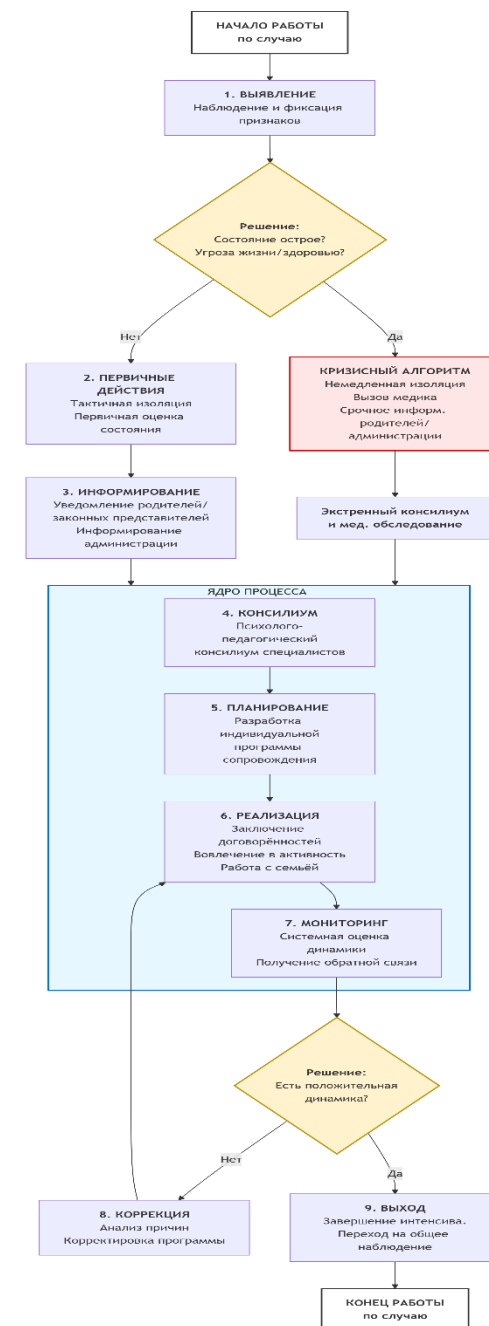 НАЧАЛО РАБОТЫ
по случаю
1. ВЫЯВЛЕНИЕ
Наблюдение и фиксация
признаков
Решение:
Состояние острое?
Угроза жизни/здоровью?
Нет
Да
2. ПЕРВИЧНЫЕ
ДЕЙСТВИЯ
Тактичная изоляция
Первичная оценка
состояния
КРИЗИСНЫЙ АЛГОРИТМ
Немедленная изоляция
Вызов медика
Срочное информ.
родителей/
администрации
3. ИНФОРМИРОВАНИЕ
Уведомление родителей/
законных представителей
Информирование
администрации
Экстренный консилиум
и мед. обследование
ЯДРО ПРОЦЕССА
4. КОНСИЛИУМ
Психолого-
педагогический
консилиум специалистов
5. ПЛАНИРОВАНИЕ
Разработка
индивидуальной
программы
сопровождения
6. РЕАЛИЗАЦИЯ
Заключение
договорённостей
Вовлечение в активность
Работа с семьёй
7. МОНИТОРИНГ
Системная оценка
динамики
Получение обратной связи
Решение:
Есть положительная
динамика?
Нет
Да
8. КОРРЕКЦИЯ
Анализ причин
Корректировка программы
9. ВЫХОД
Завершение интенсива.
Переход на общее
наблюдение
КОНЕЦ РАБОТЫ
по случаю